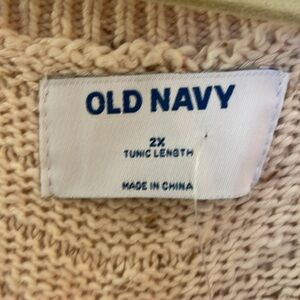 OLD NAVY
2X
TUNIC LENGTH
MADE IN CHINA